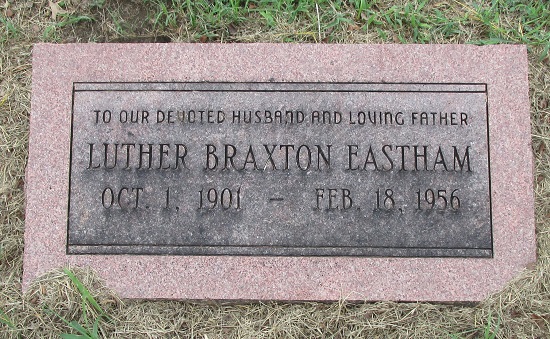 TO OUR DEVOTED HUSBAND AND LOVING FATHER
LUTHER BRAXTON EASTHAM
OCT. 1, 1901 – FEB. 18, 1956